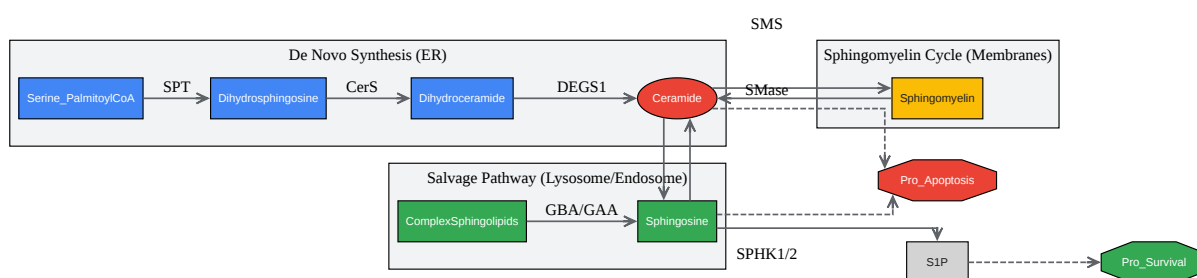 SMS
De Novo Synthesis (ER)
Sphingomyelin Cycle (Membranes)
Serine_PalmitoylCoA
SPT
Dihydrosphingosine
CerS
Dihydroceramide
DEGS1
Ceramide
SMase
Sphingomyelin
Salvage Pathway (Lysosome/Endosome)
Pro_Apoptosis
ComplexSphingolipids
GBA/GAA
Sphingosine
SPHK1/2
S1P
Pro_Survival